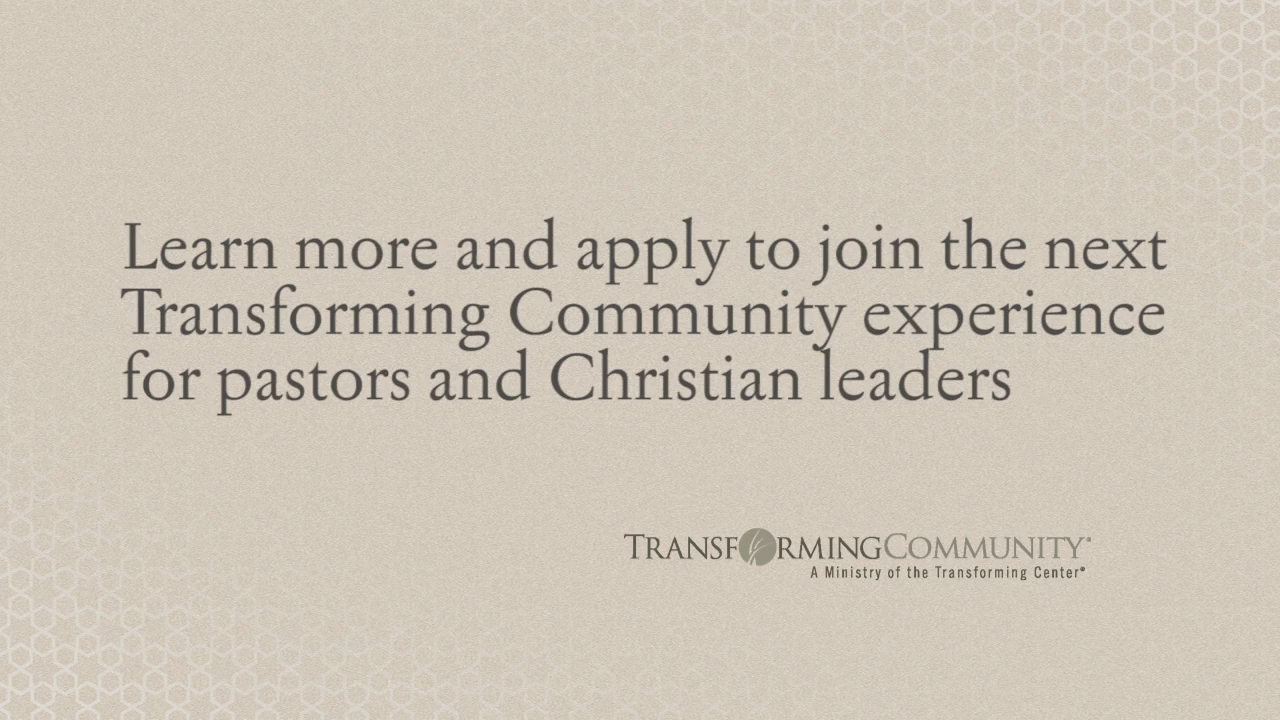 Learn more and apply to join the next
Transforming Community experience
for pastors and Christian leaders
TRANSFORMINGCOMMUNITY®
A Ministry of the Transforming Center®